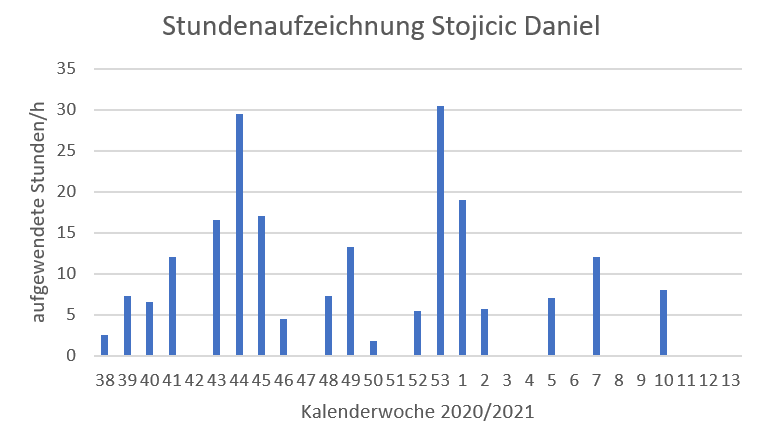 Stundenaufzeichnung Stojicic Daniel
35
30
25
20
15
10
5
0
aufgewendete Stunden/h
38 39 40 41 42 43 44 45 46 47 48 49 50 51 52 53 1 2 3 4 5 6 7 8 9 10 11 12 13
Kalenderwoche 2020/2021